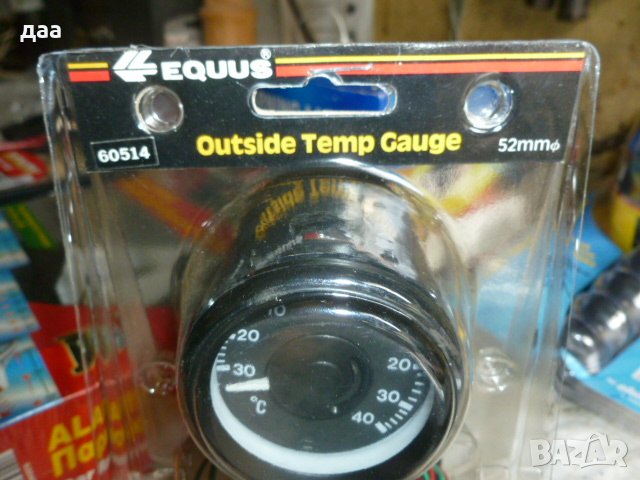 даа
EQUUS®
60514
Outside Temp Gauge
52mmϕ
10
20
30
°C
20
30
40
BAZAR